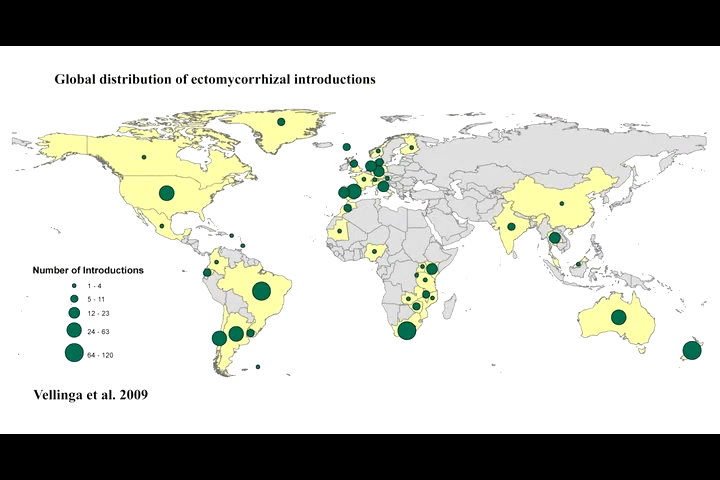 Global distribution of ectomycorrhizal introductions
Number of Introductions
1 - 4
5 - 11
12 - 23
24 - 63
64 - 120
Vellinga et al. 2009